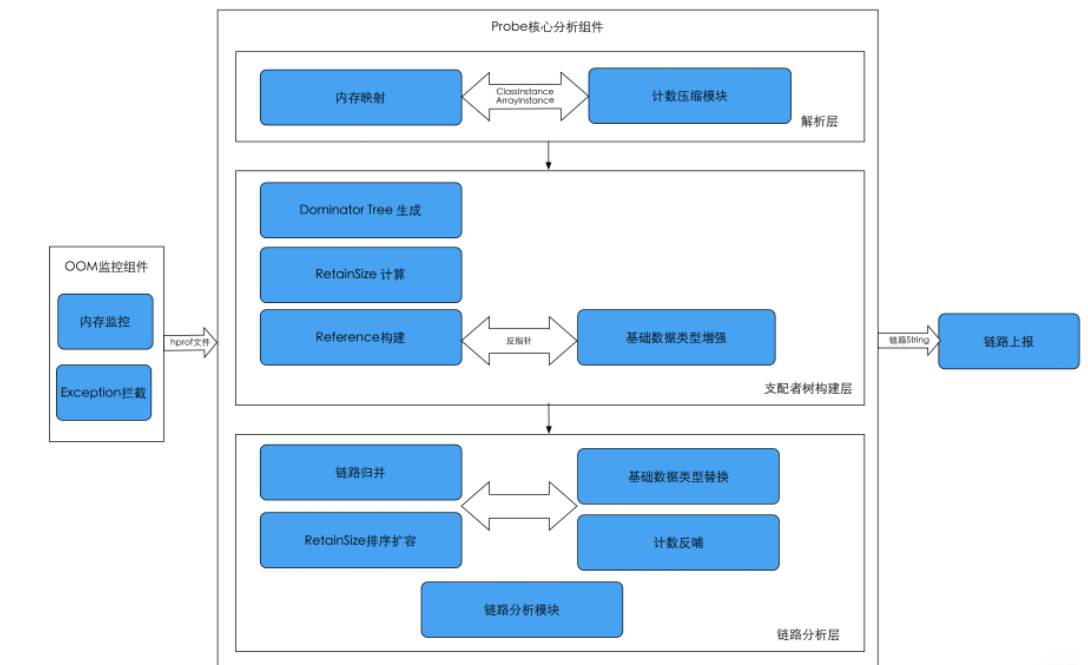 Probe核心分析组件
内存映射
ClassInstance
ArrayInstance
计数压缩模块
解析层
Dominator Tree 生成
RetainSize 计算
Reference构建
反指针
基础数据类型增强
支配者树构建层
OOM监控组件
内存监控
Exception拦截
hprof文件
链路String
链路上报
链路归并
基础数据类型替换
RetainSize排序扩容
计数反哺
链路分析模块
链路分析层